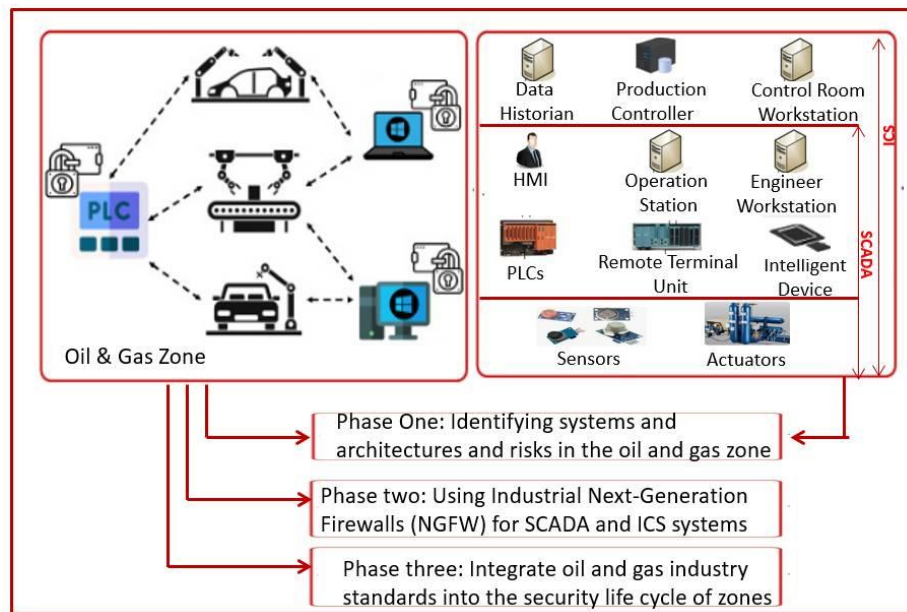 PLC
Oil & Gas Zone
Data
Historian
Production
Controller
Control Room
Workstation
HMI
Operation
Station
Engineer
Workstation
PLCs
Remote Terminal
Unit
Intelligent
Device
Sensors
Actuators
ICS
SCADA
Phase One: Identifying systems and
architectures and risks in the oil and gas zone
Phase two: Using Industrial Next-Generation
Firewalls (NGFW) for SCADA and ICS systems
Phase three: Integrate oil and gas industry
standards into the security life cycle of zones